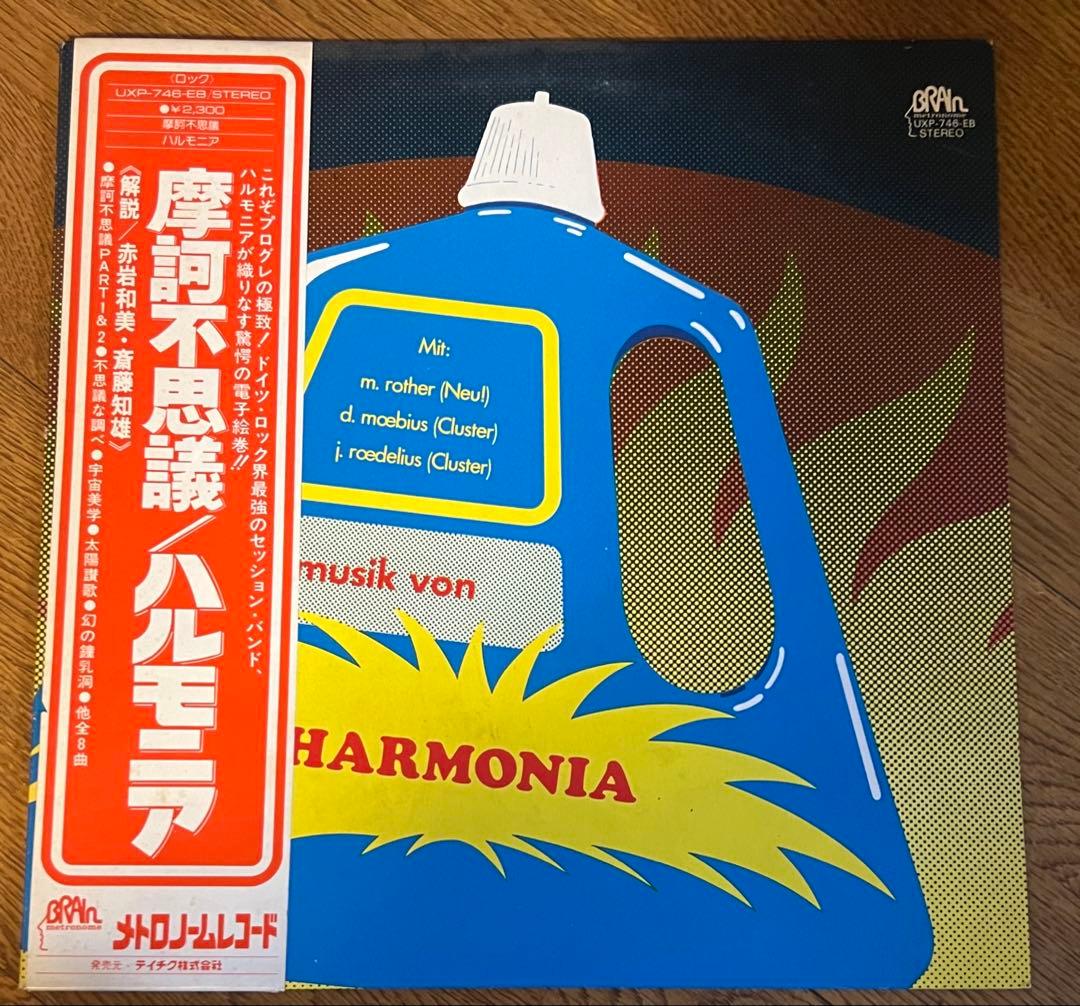 〈ロック〉
UXP-746-EB/STEREO
●¥2,300
摩訶不思議
ハルモニア
これぞプログレの極致！ドイツ・ロック界最強のセッション・バンド、
ハルモニアが織りなす驚愕の電子絵巻!!
摩訶不思議／ハルモニア
《解説／赤岩和美・斎藤知雄》
●摩訶不思議PART1&2●不思議な調べ●宇宙美学●太陽讃歌●幻の鐘乳洞●他全8曲
BRAIn
metronome
メトロノームレコード
発売元・テイチク株式会社
BRAIn
metronome
UXP-746-EB
STEREO
Mit:
m. rother (Neu!)
d. mœbius (Cluster)
j. rœdelius (Cluster)
musik von
HARMONIA